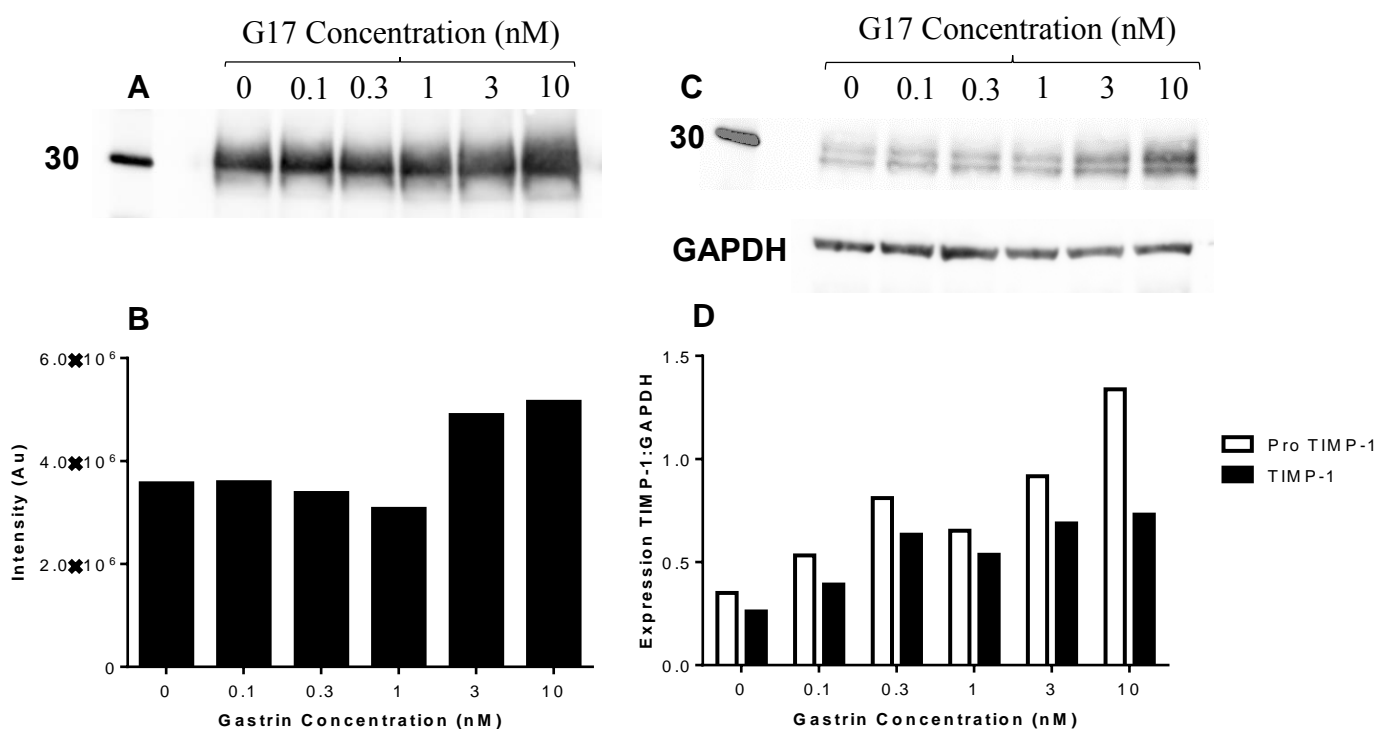 G17 Concentration (nM)
A 0 0.1 0.3 1 3 10
30
B
6.0✖10⁶
4.0✖10⁶
2.0✖10⁶
0
Intensity (Au)
0 0.1 0.3 1 3 10
Gastrin Concentration (nM)
G17 Concentration (nM)
C 0 0.1 0.3 1 3 10
30
GAPDH
D
1.5
1.0
0.5
0.0
Expression TIMP-1:GAPDH
0 0.1 0.3 1 3 10
Gastrin Concentration (nM)
Pro TIMP-1
TIMP-1